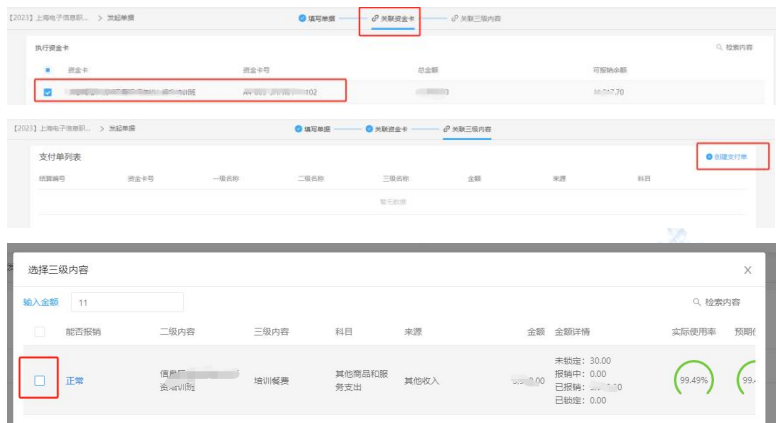 【2023】上海电子信息职... > 发起单据 填写单据 关联资金卡 关联三级内容
执行资金卡 检索内容
资金卡 资金卡号 总金额 可报销余额
102 3 .70
【2023】上海电子信息职... > 发起单据 填写单据 关联资金卡 关联三级内容
支付单列表 创建支付单
结算编号 资金卡号 一级名称 二级名称 三级名称 金额 来源 科目
暂无数据
选择三级内容
输入金额 11 检索内容
能否报销 二级内容 三级内容 科目 来源 金额 金额详情 实际使用率
正常 培训餐费 其他商品和服务支出 其他收入 99.49% 99.
未锁定：30.00
报销中：0.00
已报销：
已锁定：0.00